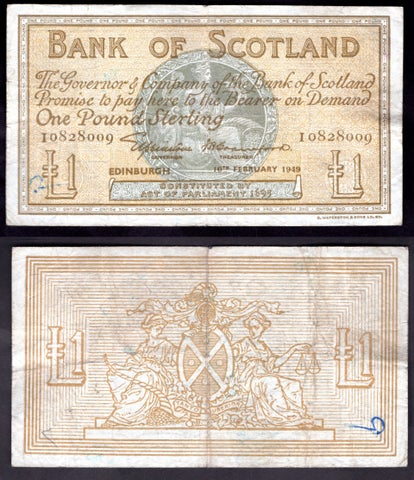 BANK OF SCOTLAND
The Governor & Company of the Bank of Scotland
Promise to pay here to the Bearer on Demand
One Pound Sterling
I 0828009 I 0828009
GOVERNOR TREASURER
EDINBURGH 16TH FEBRUARY 1949
£1 £1
CONSTITUTED BY
ACT OF PARLIAMENT 1695
£1 £1